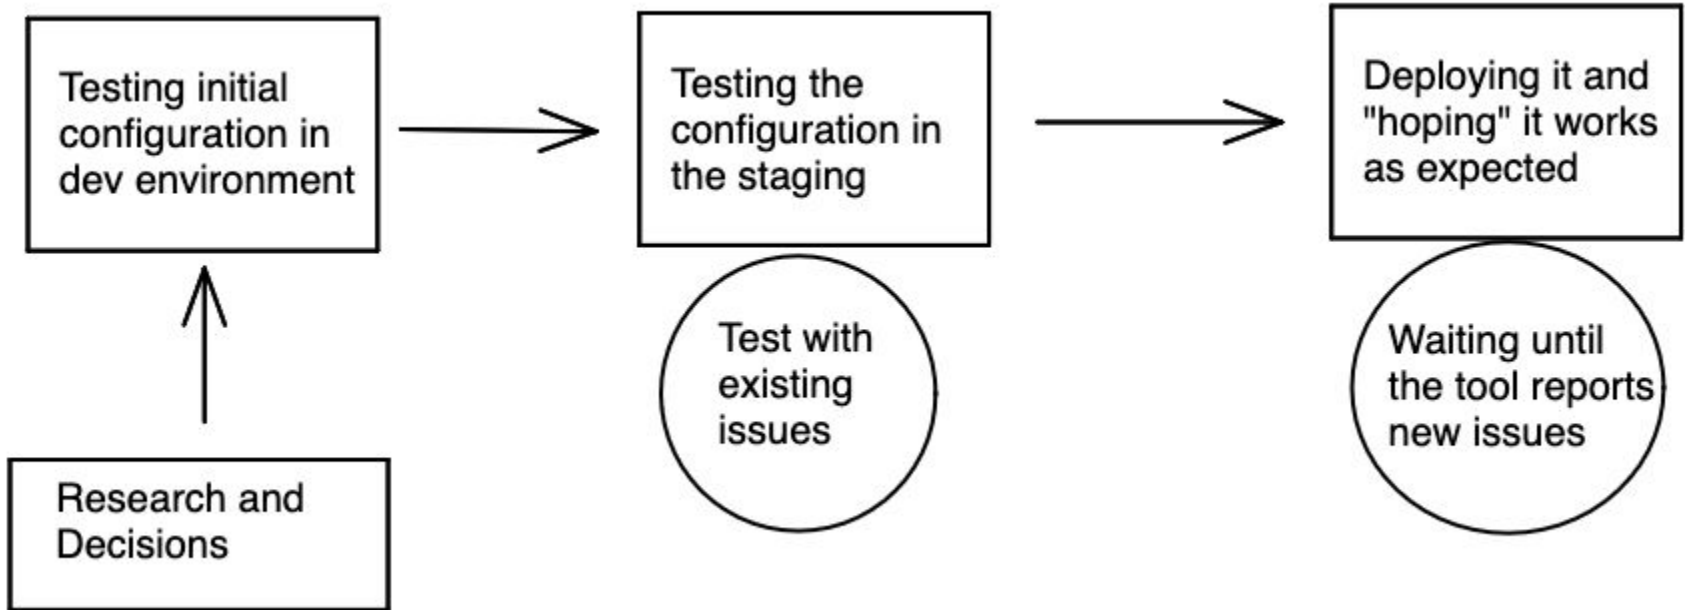 Testing initial
configuration in
dev environment
Testing the
configuration in
the staging
Deploying it and
"hoping" it works
as expected
Test with
existing
issues
Waiting until
the tool reports
new issues
Research and
Decisions